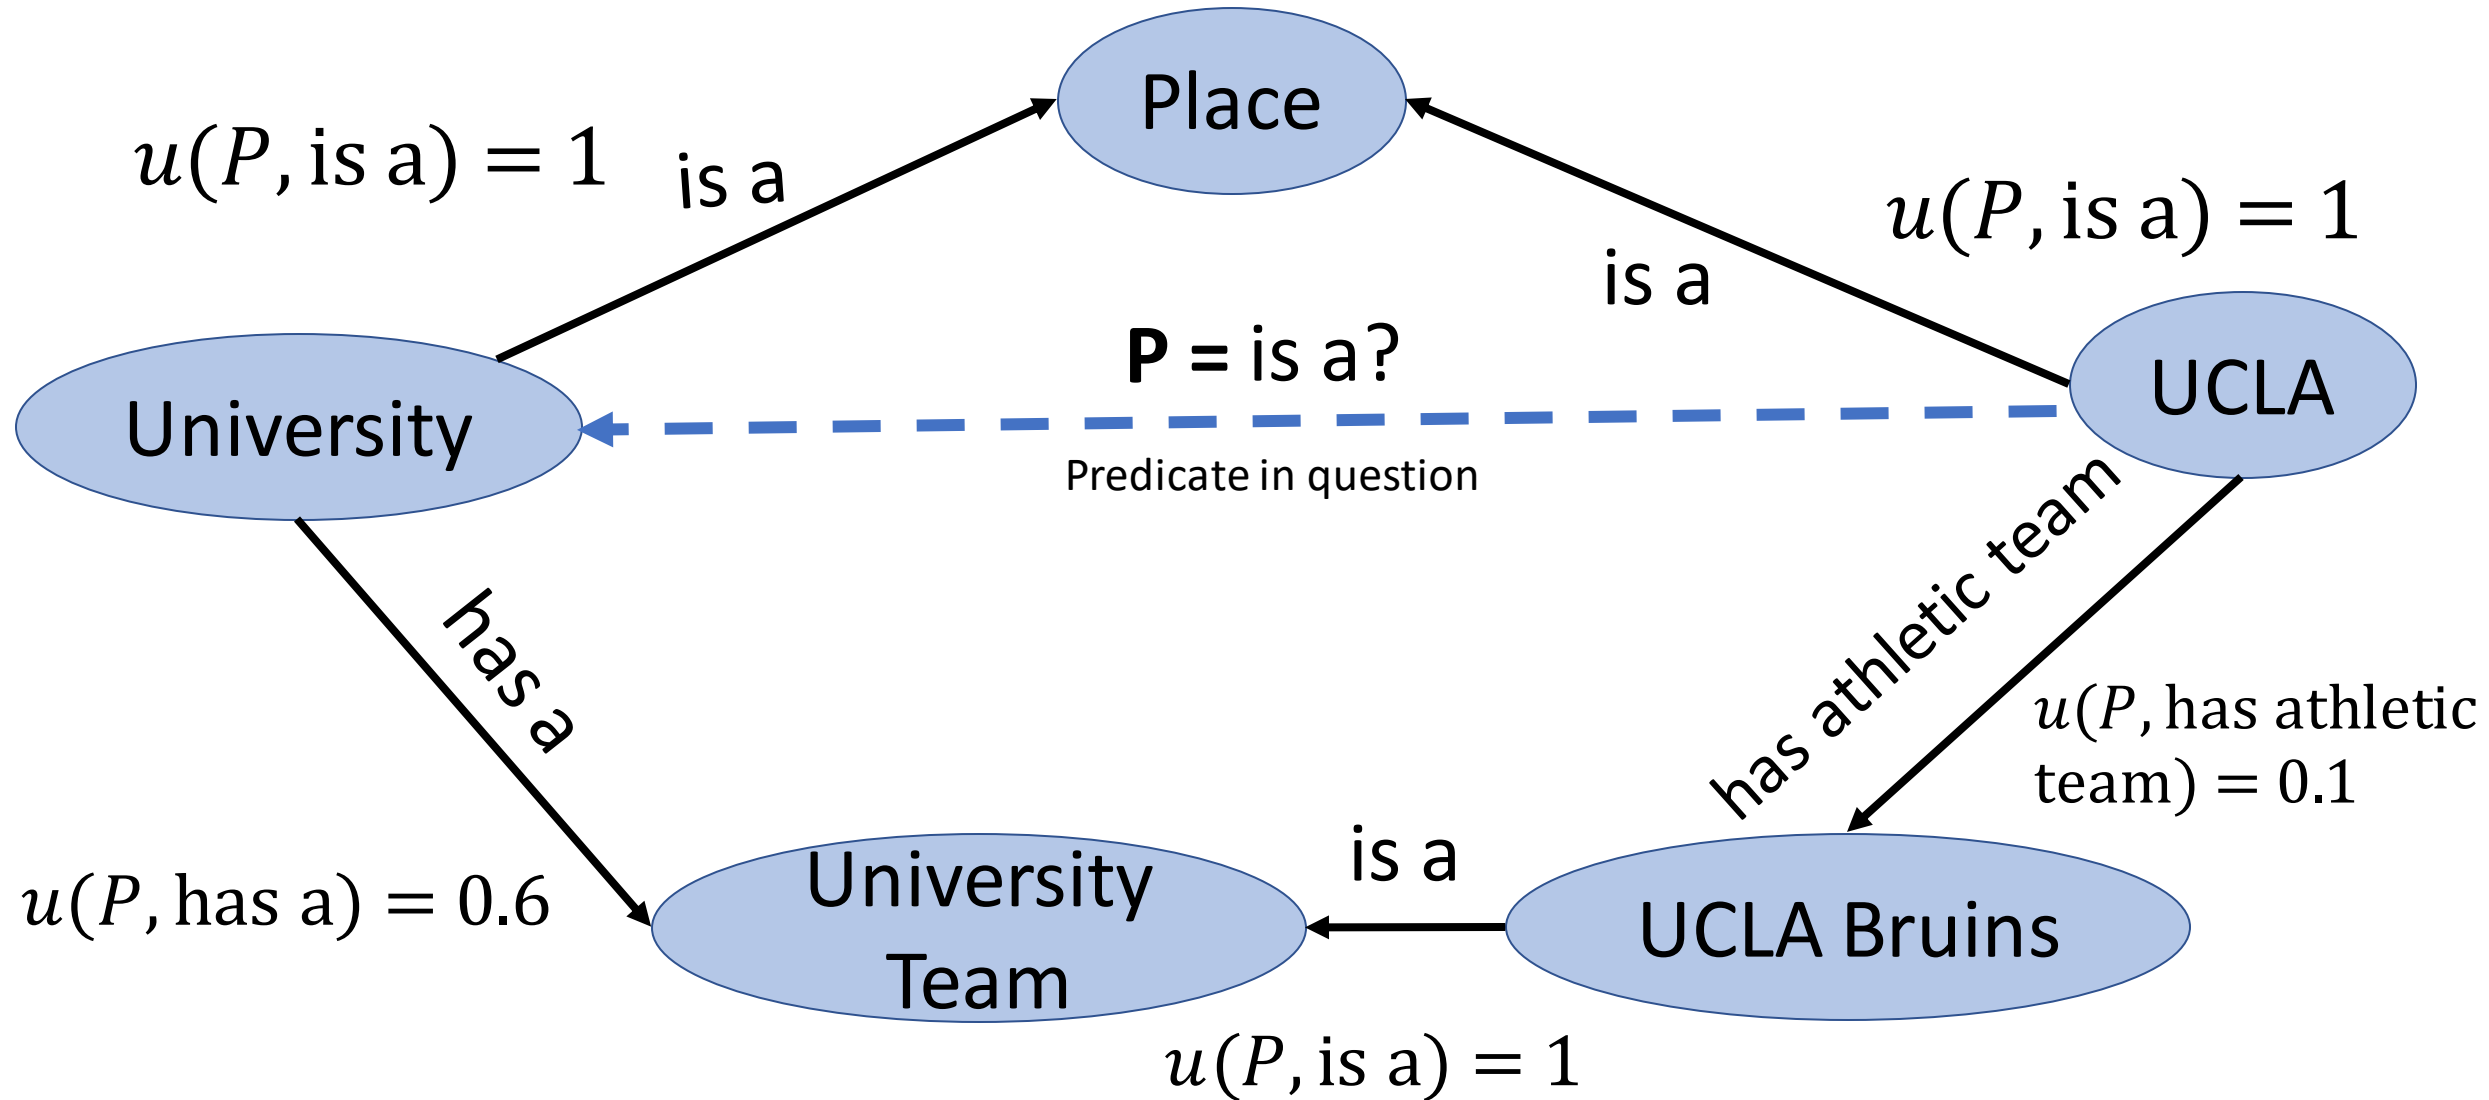 Place
u(P, is a) = 1
is a
u(P, is a) = 1
is a
P = is a?
University
UCLA
Predicate in question
has a
has athletic team
u(P, has athletic
team) = 0.1
u(P, has a) = 0.6
University
Team
is a
UCLA Bruins
u(P, is a) = 1